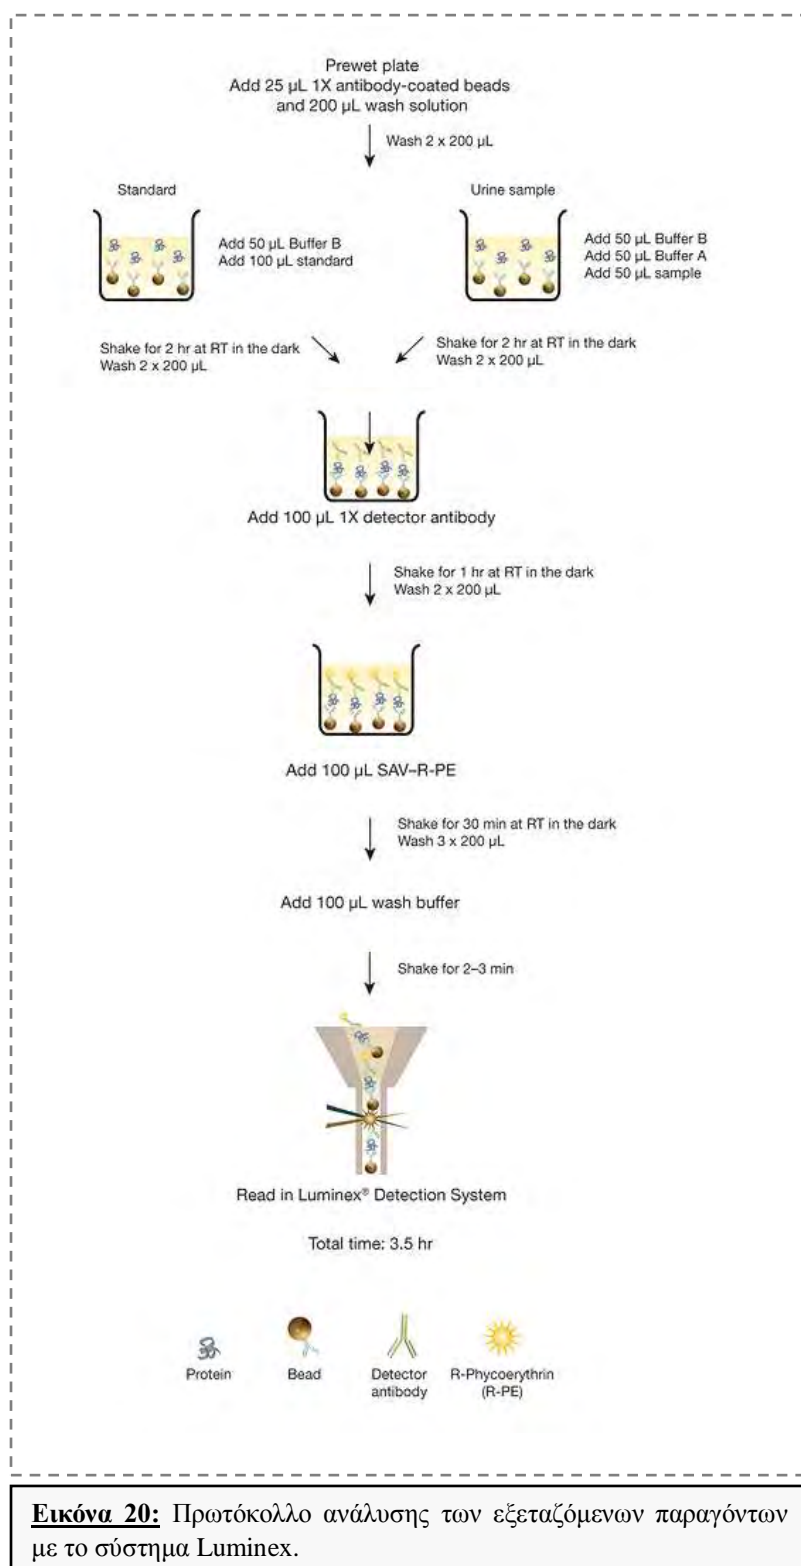 Prewet plate
Add 25 µL 1X antibody-coated beads
and 200 µL wash solution
Wash 2 x 200 µL
Standard
Add 50 µL Buffer B
Add 100 µL standard
Urine sample
Add 50 µL Buffer B
Add 50 µL Buffer A
Add 50 µL sample
Shake for 2 hr at RT in the dark
Wash 2 x 200 µL
Shake for 2 hr at RT in the dark
Wash 2 x 200 µL
Add 100 µL 1X detector antibody
Shake for 1 hr at RT in the dark
Wash 2 x 200 µL
Add 100 µL SAV–R-PE
Shake for 30 min at RT in the dark
Wash 3 x 200 µL
Add 100 µL wash buffer
Shake for 2–3 min
Read in Luminex® Detection System
Total time: 3.5 hr
Protein
Bead
Detector
antibody
R-Phycoerythrin
(R-PE)
Εικόνα 20: Πρωτόκολλο ανάλυσης των εξεταζόμενων παραγόντων
με το σύστημα Luminex.